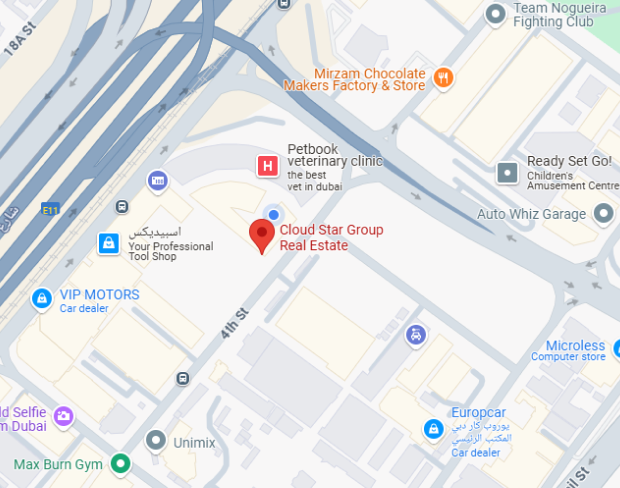 18A St
Team Nogueira
Fighting Club
Mirzam Chocolate
Makers Factory & Store
Petbook
veterinary clinic
the best
vet in dubai
H
Ready Set Go!
Children's
Amusement Centre
Auto Whiz Garage
E11
شارع
اسبيديكس
Your Professional
Tool Shop
Cloud Star Group
Real Estate
VIP MOTORS
Car dealer
4th St
Microless
Computer store
ld Selfie
m Dubai
Europcar
يوروب كار دبي
المكتب الرئيسي
Car dealer
Unimix
Max Burn Gym
il St